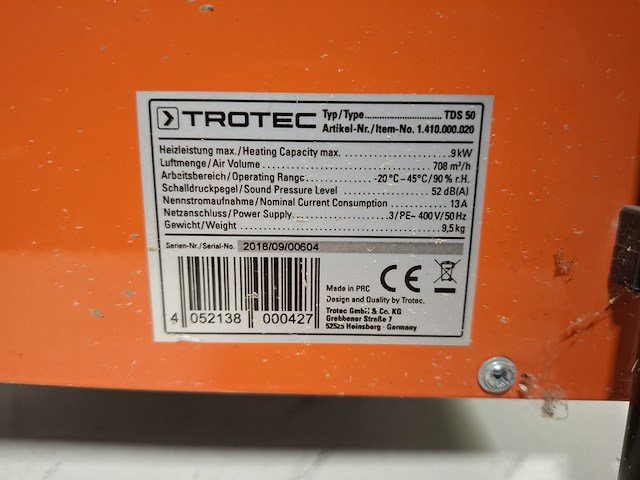 TROTEC
Typ/Type.................... TDS 50
Artikel-Nr./Item-No. 1.410.000.020
Heizleistung max./Heating Capacity max. ........ 9 kW
Luftmenge/Air Volume .................... 708 m³/h
Arbeitsbereich/Operating Range........ -20 °C – 45°C/90 % r.H.
Schalldruckpegel/Sound Pressure Level ............ 52 dB(A)
Nennstromaufnahme/Nominal Current Consumption ........ 13 A
Netzanschluss/Power Supply................ 3/PE~ 400 V/50 Hz
Gewicht/Weight .................... 9,5 kg
Serien-Nr./Serial-No. 2018/09/00604
4 052138 000427
Made in PRC CE
Design and Quality by Trotec.
Trotec GmbH & Co. KG
Grebbener Straße 7
52525 Heinsberg · Germany